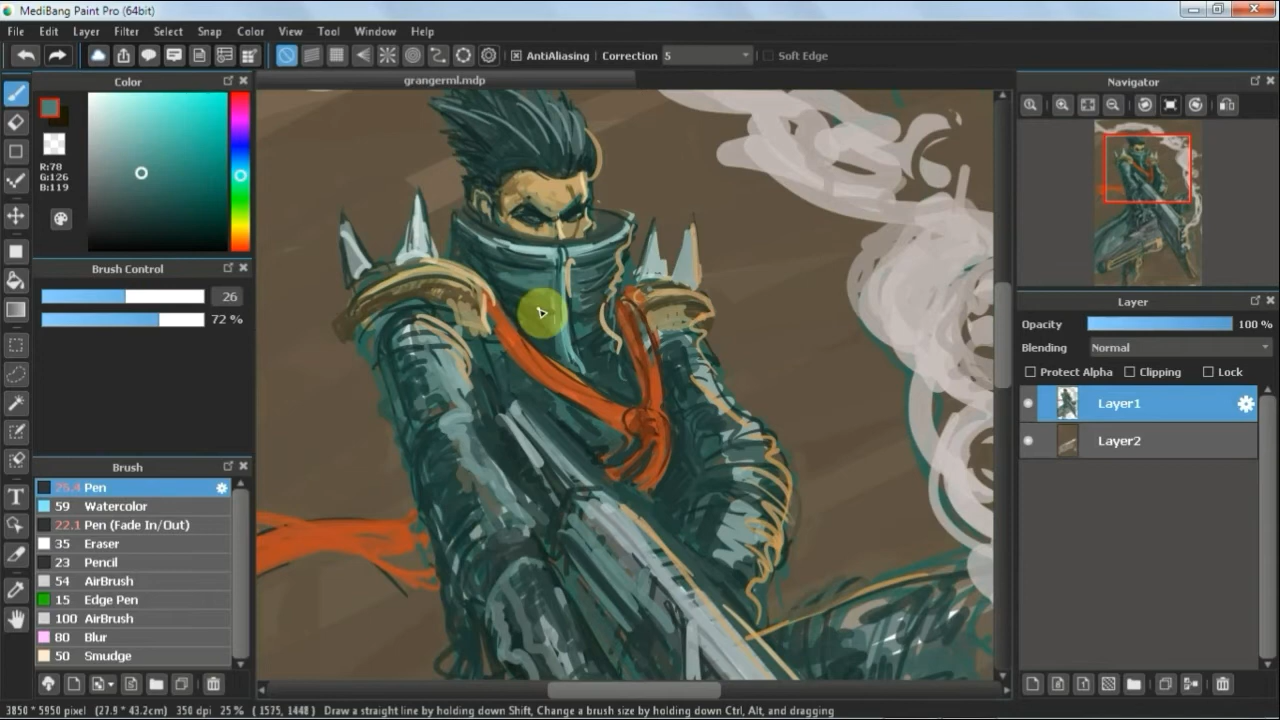 MediBang Paint Pro (64bit)
File Edit Layer Filter Select Snap Color View Tool Window Help
AntiAliasing Correction 5 Soft Edge
Color
grangerml.mdp
Navigator
R:78
G:126
B:119
Brush Control
26
72 %
Layer
Opacity 100 %
Blending Normal
Protect Alpha Clipping Lock
Layer1
Layer2
Brush
25.4 Pen
59 Watercolor
22.1 Pen (Fade In/Out)
35 Eraser
23 Pencil
54 AirBrush
15 Edge Pen
100 AirBrush
80 Blur
50 Smudge
3850 * 5950 pixel (27.9 * 43.2cm) 350 dpi 25 % ( 1575, 1448 ) Draw a straight line by holding down Shift, Change a brush size by holding down Ctrl, Alt, and dragging